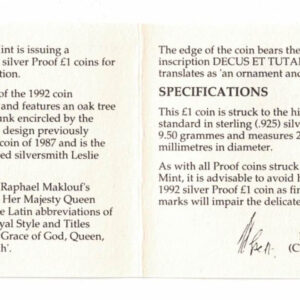 int is issuing a
silver Proof £1 coins for
tion.
of the 1992 coin
and features an oak tree
unk encircled by the
design previously
coin of 1987 and is the
ed silversmith Leslie
Raphael Maklouf's
Her Majesty Queen
e Latin abbreviations of
yal Style and Titles
Grace of God, Queen,
h'.
The edge of the coin bears the
inscription DECUS ET TUTA
translates as 'an ornament and
SPECIFICATIONS
This £1 coin is struck to the hi
standard in sterling (.925) silve
9.50 grammes and measures 2
millimetres in diameter.
As with all Proof coins struck
Mint, it is advisable to avoid h
1992 silver Proof £1 coin as fin
marks will impair the delicate
(C